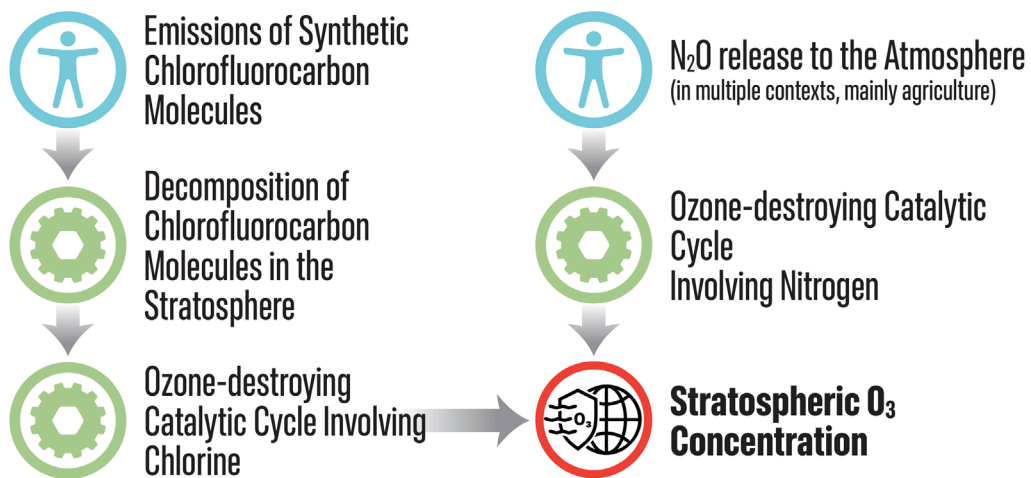 Emissions of Synthetic
Chlorofluorocarbon
Molecules
Decomposition of
Chlorofluorocarbon
Molecules in the
Stratosphere
Ozone-destroying
Catalytic Cycle Involving
Chlorine
N₂O release to the Atmosphere
(in multiple contexts, mainly agriculture)
Ozone-destroying Catalytic
Cycle
Involving Nitrogen
O₃
Stratospheric O₃
Concentration